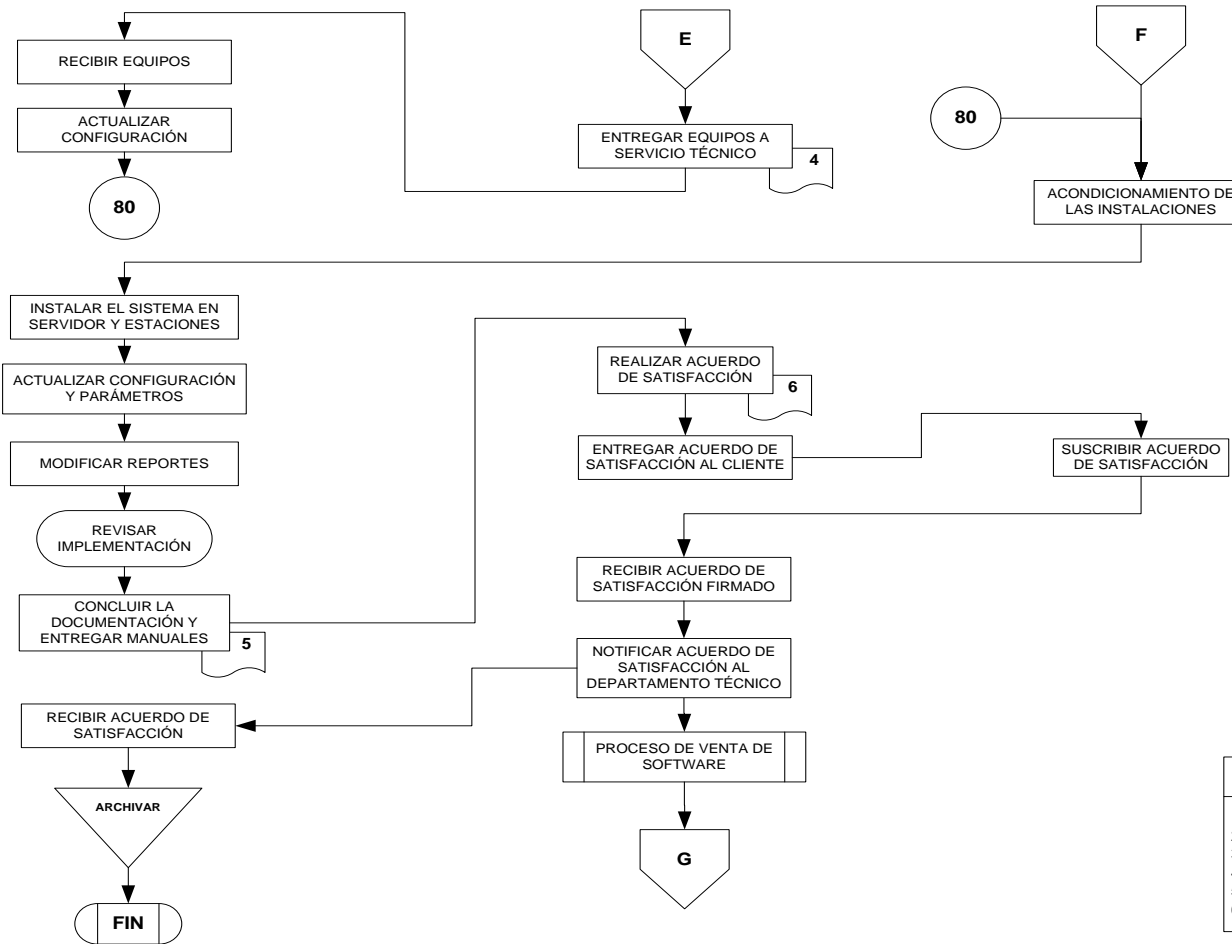 E
F
RECIBIR EQUIPOS
ACTUALIZAR
CONFIGURACIÓN
80
ENTREGAR EQUIPOS A
SERVICIO TÉCNICO
4
80
ACONDICIONAMIENTO DE
LAS INSTALACIONES
INSTALAR EL SISTEMA EN
SERVIDOR Y ESTACIONES
ACTUALIZAR CONFIGURACIÓN
Y PARÁMETROS
MODIFICAR REPORTES
REVISAR
IMPLEMENTACIÓN
CONCLUIR LA
DOCUMENTACIÓN Y
ENTREGAR MANUALES
5
REALIZAR ACUERDO
DE SATISFACCIÓN
6
ENTREGAR ACUERDO DE
SATISFACCIÓN AL CLIENTE
SUSCRIBIR ACUERDO
DE SATISFACCIÓN
RECIBIR ACUERDO DE
SATISFACCIÓN FIRMADO
NOTIFICAR ACUERDO DE
SATISFACCIÓN AL
DEPARTAMENTO TÉCNICO
RECIBIR ACUERDO DE
SATISFACCIÓN
PROCESO DE VENTA DE
SOFTWARE
ARCHIVAR
G
FIN